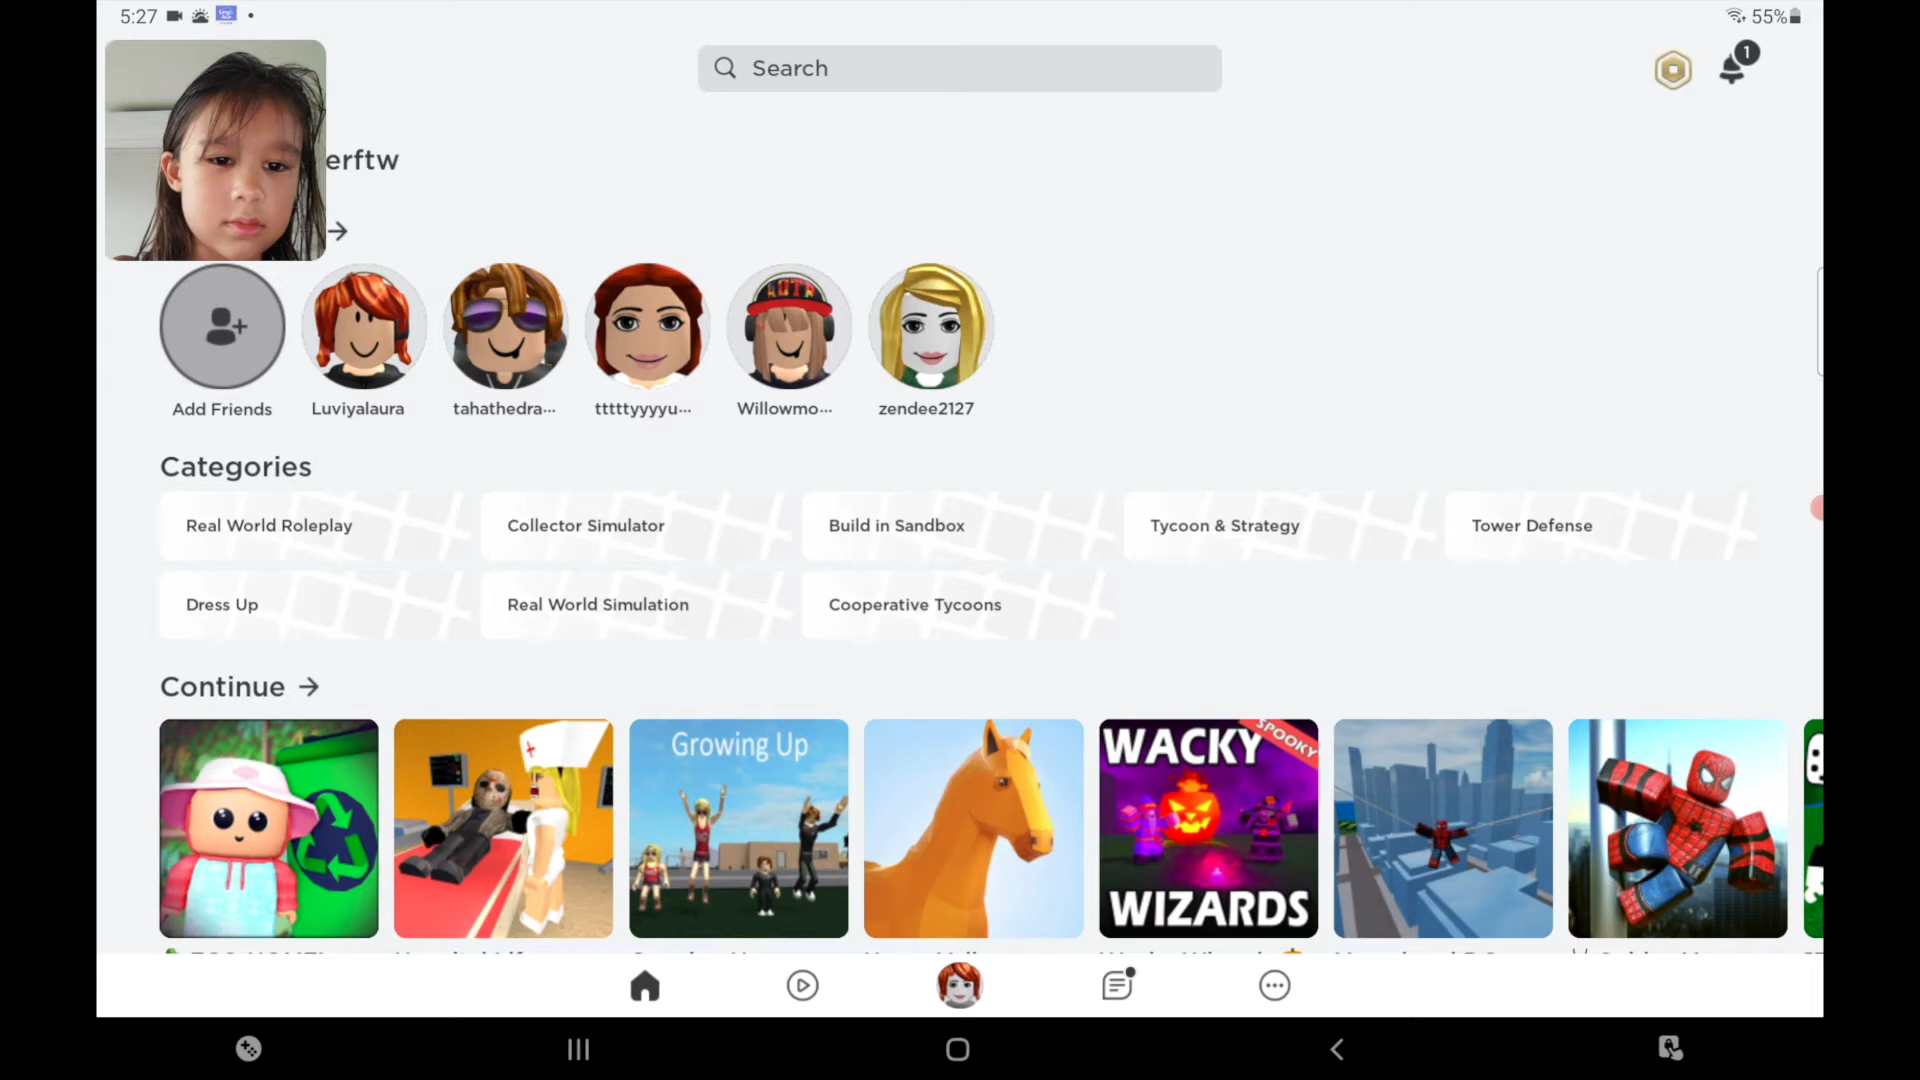 5:27
55%
Search
1
erftw
AOTR
Add Friends
Luviyalaura
tahathedra...
tttttyyyyu...
Willowmo...
zendee2127
Categories
Real World Roleplay
Collector Simulator
Build in Sandbox
Tycoon & Strategy
Tower Defense
Dress Up
Real World Simulation
Cooperative Tycoons
Continue
Growing Up
WACKY
SPOOKY
WIZARDS